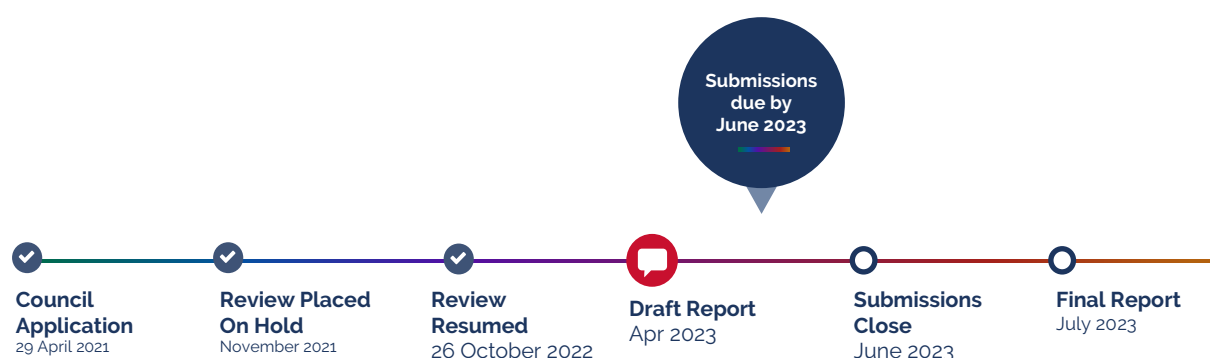 Submissions
due by
June 2023
Council
Application
29 April 2021
Review Placed
On Hold
November 2021
Review
Resumed
26 October 2022
Draft Report
Apr 2023
Submissions
Close
June 2023
Final Report
July 2023